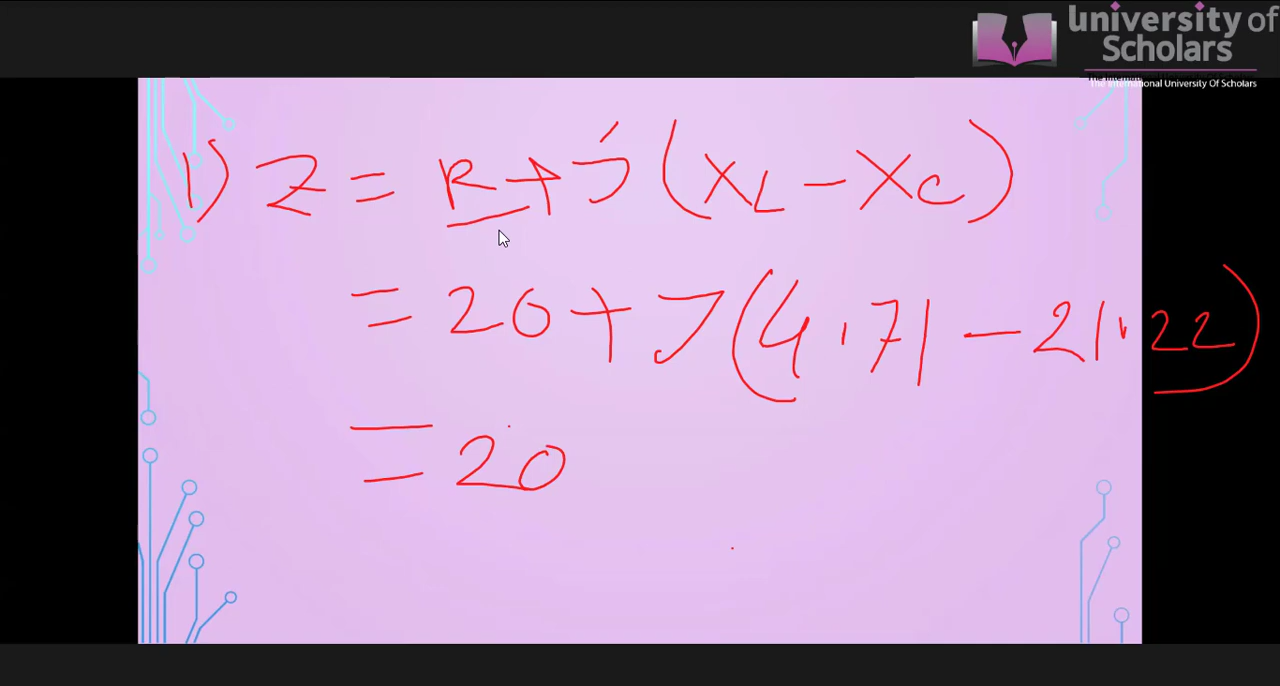 university of
Scholars
The International University Of Scholars
1) Z = R + j (XL - XC)
= 20 + J (4.71 - 21.22)
= 20